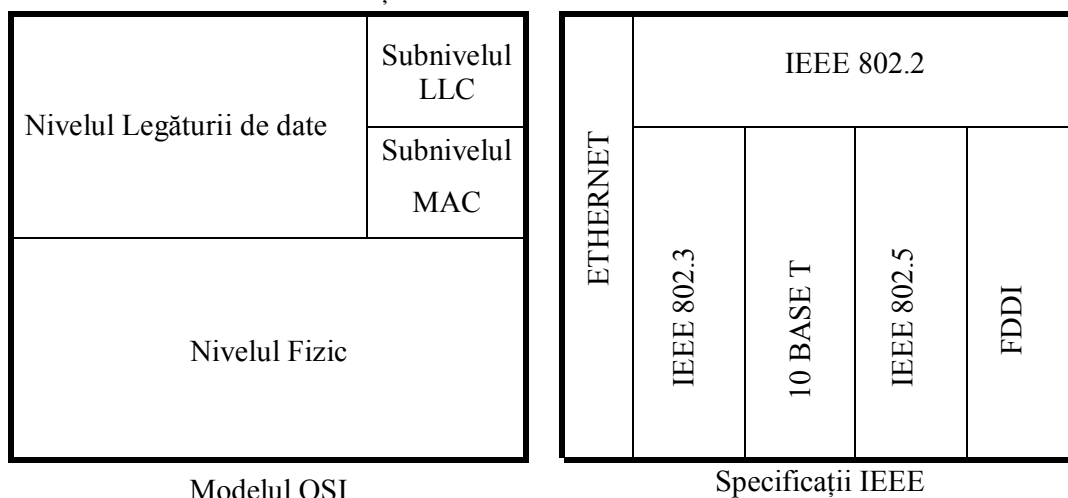 Nivelul Legăturii de date
Subnivelul
LLC
Subnivelul
MAC
Nivelul Fizic
Modelul OSI
ETHERNET
IEEE 802.2
IEEE 802.3
10 BASE T
IEEE 802.5
FDDI
Specificații IEEE